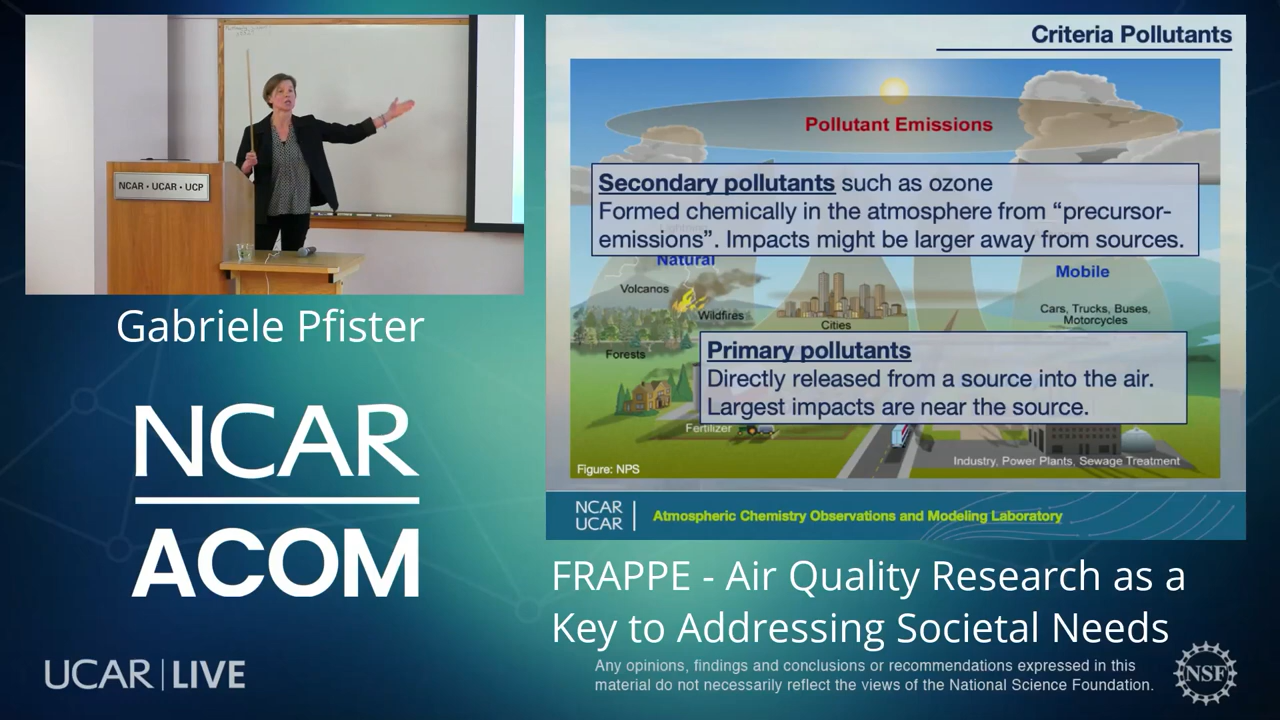 NCAR • UCAR • UCP
Gabriele Pfister
NCAR
ACOM
UCAR | LIVE
Criteria Pollutants
Pollutant Emissions
Secondary pollutants such as ozone
Formed chemically in the atmosphere from “precursor-
emissions”. Impacts might be larger away from sources.
Natural
Mobile
Volcanos
Wildfires
Cities
Cars, Trucks, Buses,
Motorcycles
Forests
Primary pollutants
Directly released from a source into the air.
Largest impacts are near the source.
Fertilizer
Industry, Power Plants, Sewage Treatment
Figure: NPS
NCAR
UCAR
Atmospheric Chemistry Observations and Modeling Laboratory
FRAPPE - Air Quality Research as a
Key to Addressing Societal Needs
Any opinions, findings and conclusions or recommendations expressed in this
material do not necessarily reflect the views of the National Science Foundation.
NSF